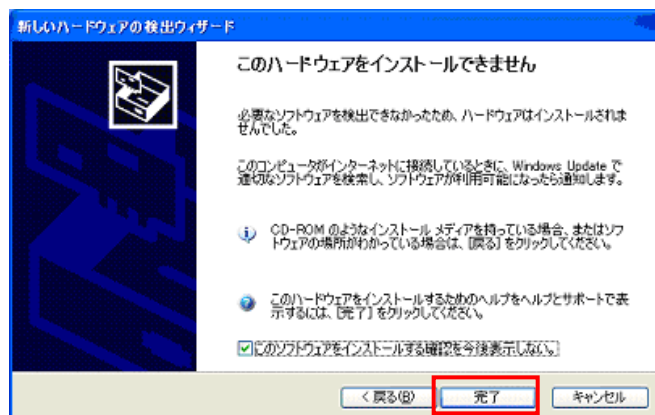 新しいハードウェアの検出ウィザード
このハードウェアをインストールできません
必要なソフトウェアを検出できなかったため、ハードウェアはインストールされま
せんでした。
このコンピュータがインターネットに接続しているときに、Windows Update で
適切なソフトウェアを検索し、ソフトウェアが利用可能になったら通知します。
CD-ROM のようなインストール メディアを持っている場合、またはソフ
トウェアの場所がわかっている場合は、[戻る] をクリックしてください。
このハードウェアをインストールするためのヘルプをヘルプとサポートで表
示するには、[完了] をクリックしてください。
このソフトウェアをインストールする確認を今後表示しない。
< 戻る(B)
完了
キャンセル